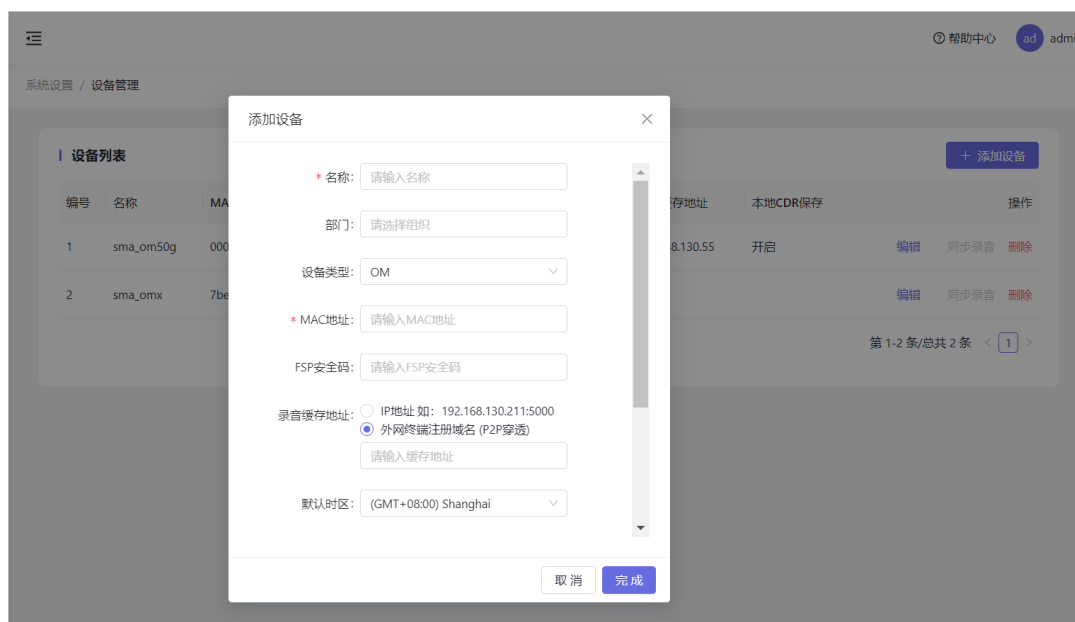 帮助中心 ad admi
系统设置 / 设备管理
添加设备
设备列表
+ 添加设备
编号 名称 MA 存地址 本地CDR保存 操作
1 sma_om50g 000 8.130.55 开启 编辑 同步录音 删除
2 sma_omx 7be 编辑 同步录音 删除
第 1-2 条/总共 2 条 < 1 >
* 名称: 请输入名称
部门: 请选择组织
设备类型: OM
* MAC地址: 请输入MAC地址
FSP安全码: 请输入FSP安全码
录音缓存地址: IP地址 如: 192.168.130.211:5000
外网终端注册域名 (P2P穿透)
请输入缓存地址
默认时区: (GMT+08:00) Shanghai
取消 完成